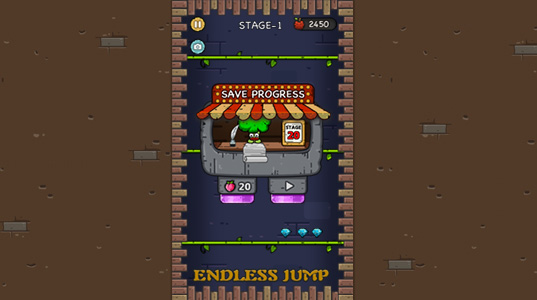 STAGE-1
2450
SAVE PROGRESS
STAGE
20
20
ENDLESS JUMP